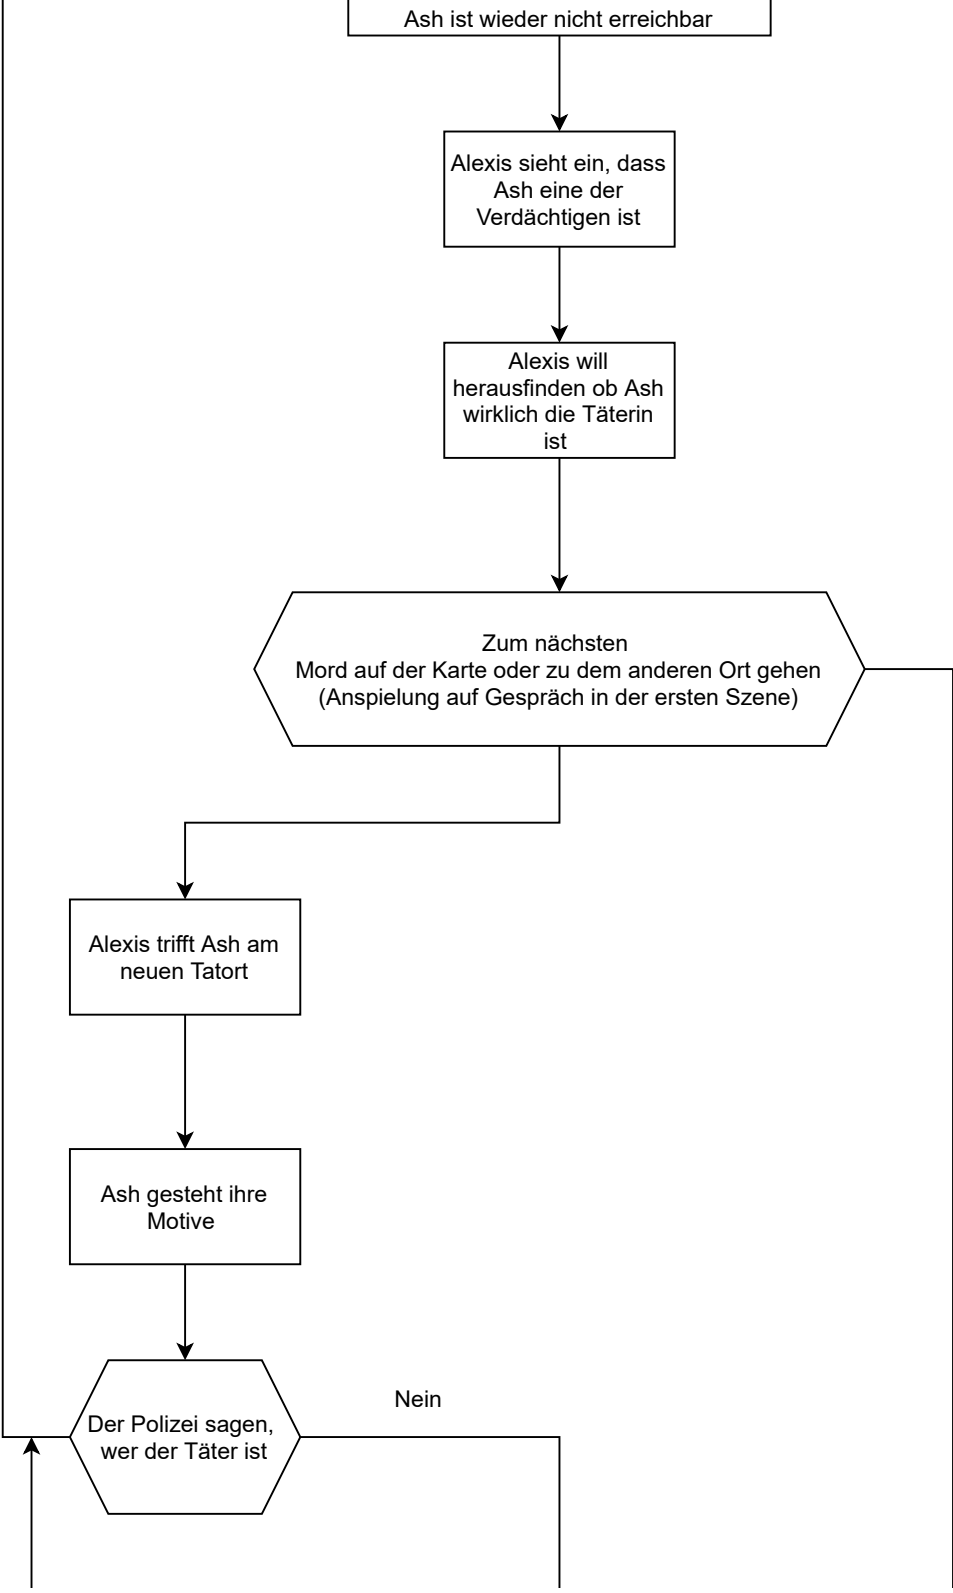 Ash ist wieder nicht erreichbar
Alexis sieht ein, dass
Ash eine der
Verdächtigen ist
Alexis will
herausfinden ob Ash
wirklich die Täterin
ist
Zum nächsten
Mord auf der Karte oder zu dem anderen Ort gehen
(Anspielung auf Gespräch in der ersten Szene)
Alexis trifft Ash am
neuen Tatort
Ash gesteht ihre
Motive
Nein
Der Polizei sagen,
wer der Täter ist